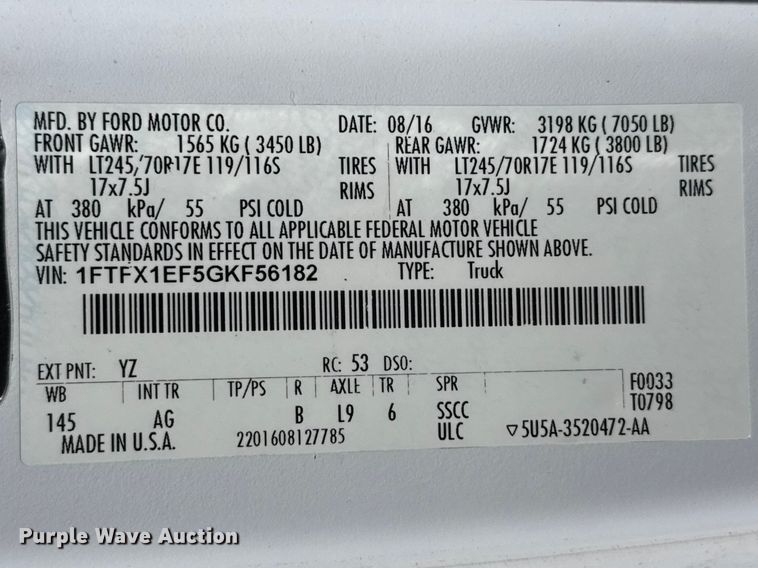 MFD. BY FORD MOTOR CO. DATE: 08/16 GVWR: 3198 KG ( 7050 LB)
FRONT GAWR: 1565 KG ( 3450 LB) REAR GAWR: 1724 KG ( 3800 LB)
WITH LT245/70R17E 119/116S TIRES WITH LT245/70R17E 119/116S TIRES
17x7.5J RIMS 17x7.5J RIMS
AT 380 kPa/ 55 PSI COLD AT 380 kPa/ 55 PSI COLD
THIS VEHICLE CONFORMS TO ALL APPLICABLE FEDERAL MOTOR VEHICLE
SAFETY STANDARDS IN EFFECT ON THE DATE OF MANUFACTURE SHOWN ABOVE.
VIN: 1FTFX1EF5GKF56182 TYPE: Truck
EXT PNT: YZ RC: 53 DSO:
WB INT TR TP/PS R AXLE TR SPR F0033
145 AG B L9 6 SSCC T0798
MADE IN U.S.A. 2201608127785 ULC ▽5U5A-3520472-AA
Purple Wave Auction